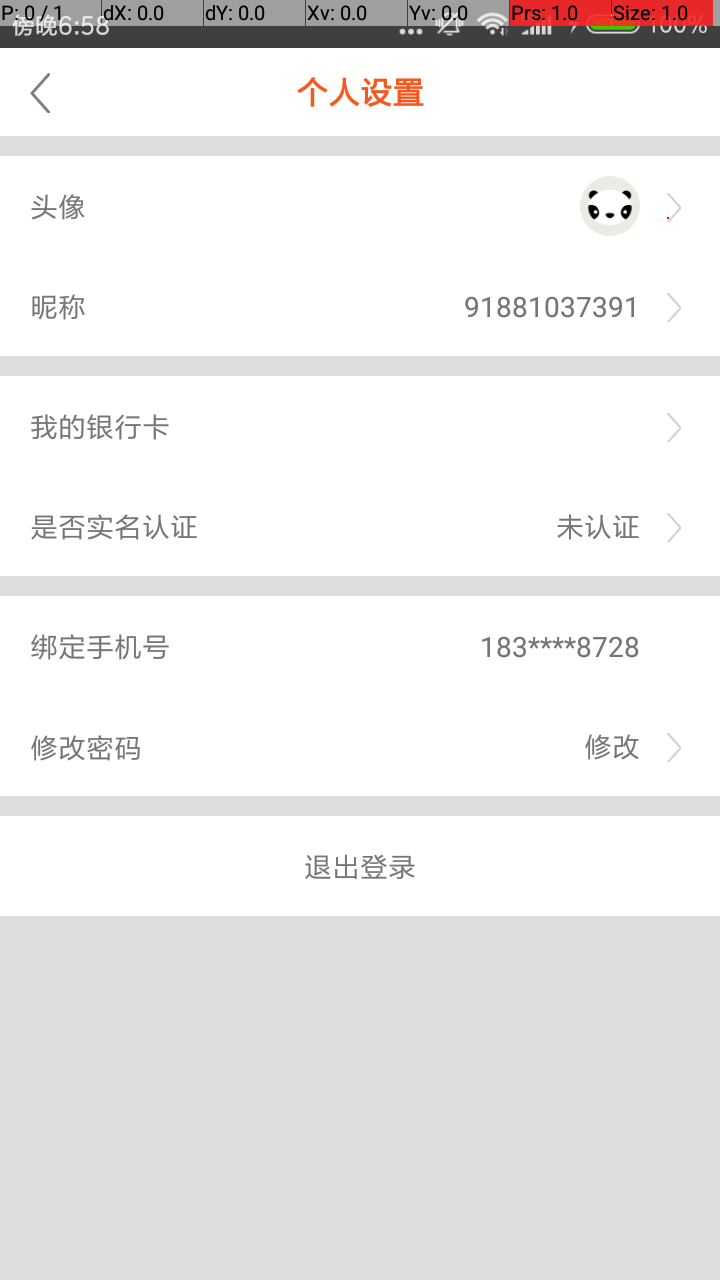 P: 0 / 1 dX: 0.0 dY: 0.0 Xv: 0.0 Yv: 0.0 Prs: 1.0 Size: 1.0
傍晚6:58 100%
个人设置
头像
昵称 91881037391
我的银行卡
是否实名认证 未认证
绑定手机号 183****8728
修改密码 修改
退出登录